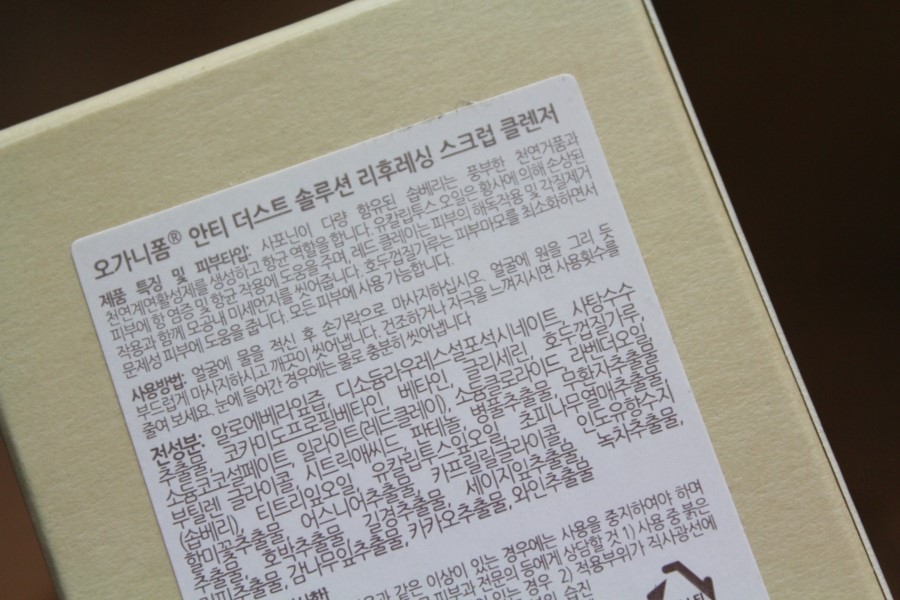 오가니폼® 안티 더스트 솔루션 리후레싱 스크럽 클렌저
제품 특징 및 피부타입: 사포닌이 다량 함유된 솝베리는 풍부한 천연거품과
천연계면활성제를 생성하고 항균 역할을 합니다. 유칼립투스 오일은 황사에 의해 손상된
피부에 항 염증 및 항균 작용에 도움을 주며, 레드 클레이는 피부의 해독작용 및 각질제거
작용과 함께 모공내 미세먼지를 씻어줍니다. 호두껍질가루는 피부마모를 최소화하면서
문제성 피부에 도움을 줍니다. 모든 피부에 사용 가능합니다.
사용방법: 얼굴에 물을 적신 후 손가락으로 마사지하십시오. 얼굴에 원을 그리 듯
부드럽게 마사지하시고 깨끗이 씻어냅니다. 건조하거나 자극을 느껴지시면 사용횟수를
줄여 보세요. 눈에 들어간 경우에는 물로 충분히 씻어냅니다.
전성분: 알로에베라잎즙, 디소듐라우레스설포석시네이트, 사탕수수
추출물, 코카미도프로필베타인, 베타인, 글리세린, 호두껍질가루,
소듐코코설페이트, 일라이트(레드클레이), 소듐클로라이드, 라벤더오일,
부틸렌 글라이콜, 시트릭애씨드, 판테놀, 병풀추출물, 무환자추출물
(솝베리), 티트리잎오일, 유칼립투스잎오일, 초피나무열매추출물,
할미꽃추출물, 어스니어추출물, 카프릴릴글라이콜, 인도유향수지
추출물, 호박추출물, 길경추출물, 세이지잎추출물, 녹차추출물,
커피추출물, 감나무잎추출물, 카카오추출물, 와인추출물
같은 이상이 있는 경우에는 사용을 중지하여야 하며
피부과 전문의 등에게 상담할 것 1) 사용 중 붉은
있는 경우, 2) 적용부위가 직사광선에